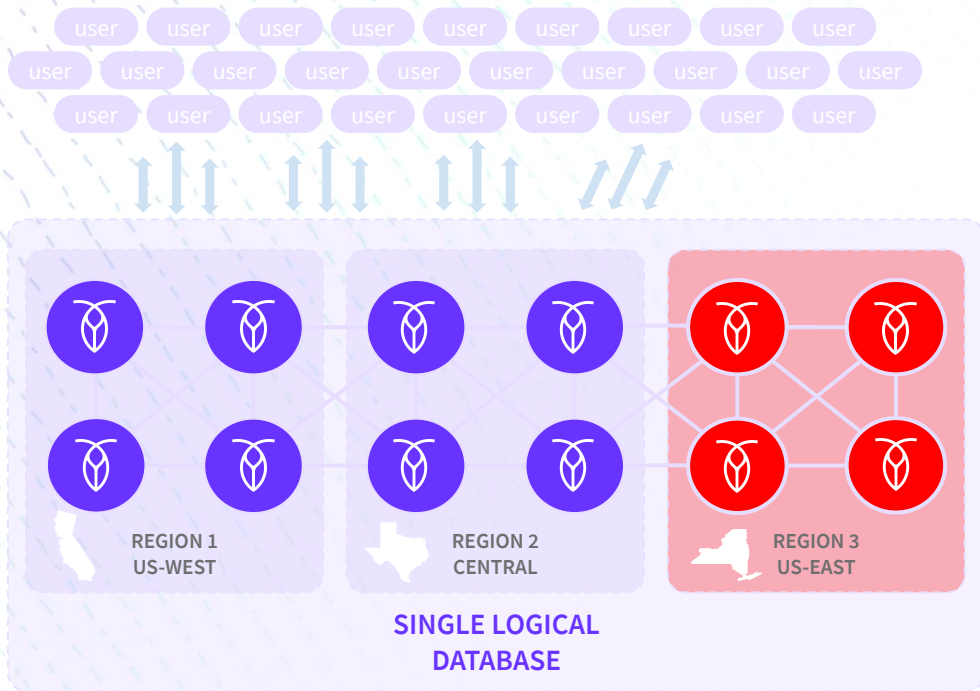 user user user user user user user user user
user user user user user user user user user user
user user user user user user user user user
REGION 1
US-WEST
REGION 2
CENTRAL
REGION 3
US-EAST
SINGLE LOGICAL
DATABASE